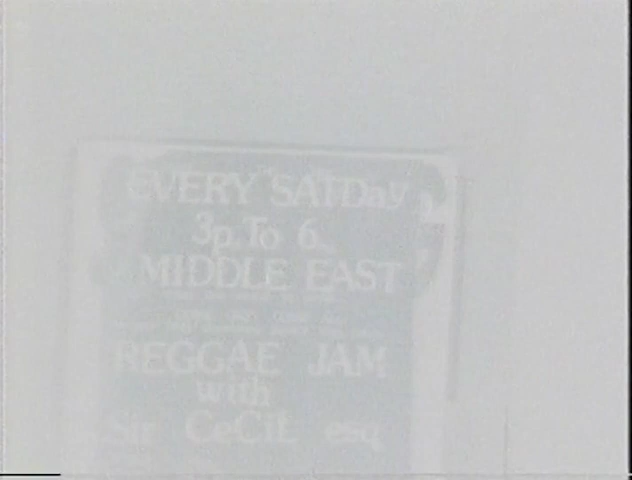 EVERY SATDay
3p.To 6.
MIDDLE EAST
REGGAE JAM
with
Sir CeCiL esq